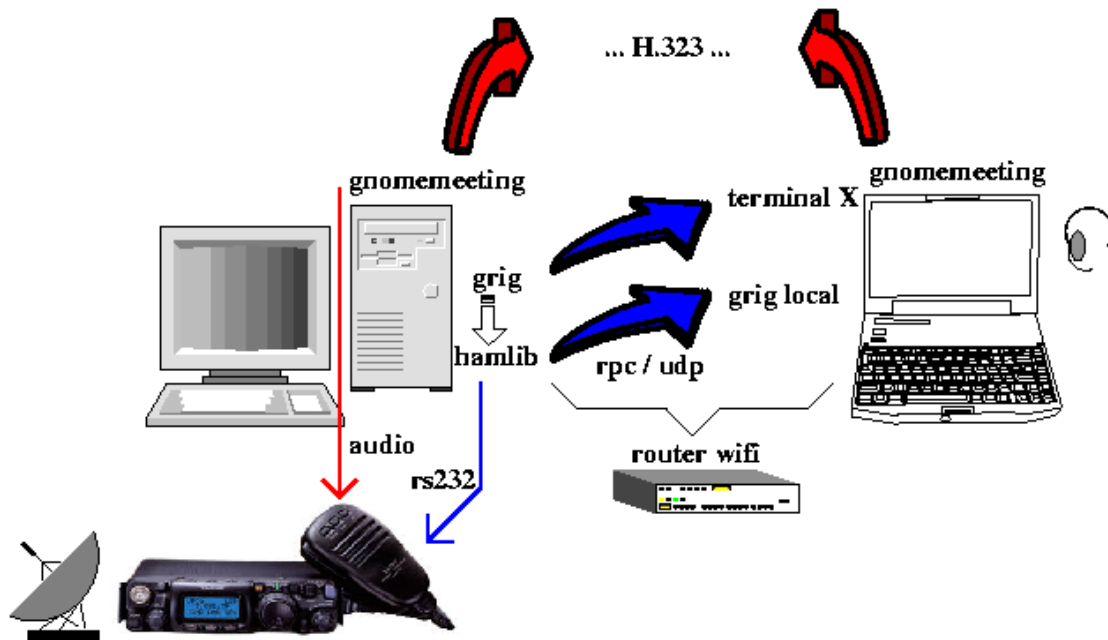 ... H.323 ...
gnomemeeting
gnomemeeting
terminal X
grig
grig local
hamlib
rpc / udp
audio
router wifi
rs232